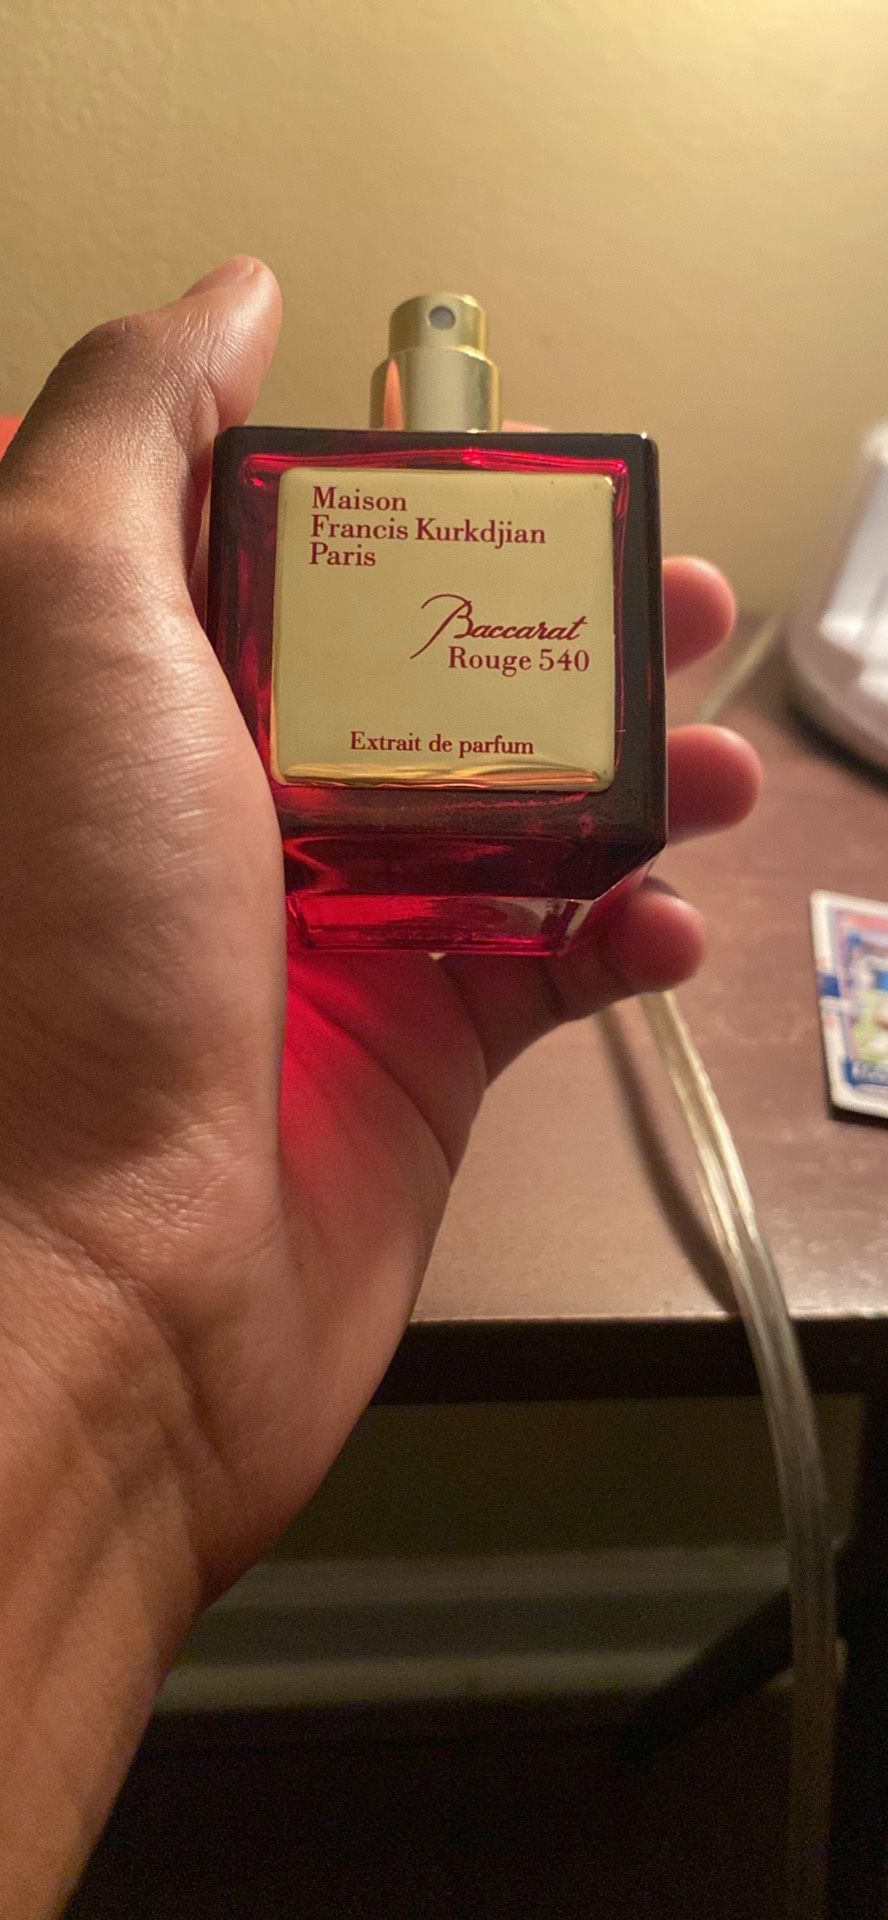 Maison
Francis Kurkdjian
Paris
Baccarat
Rouge 540
Extrait de parfum